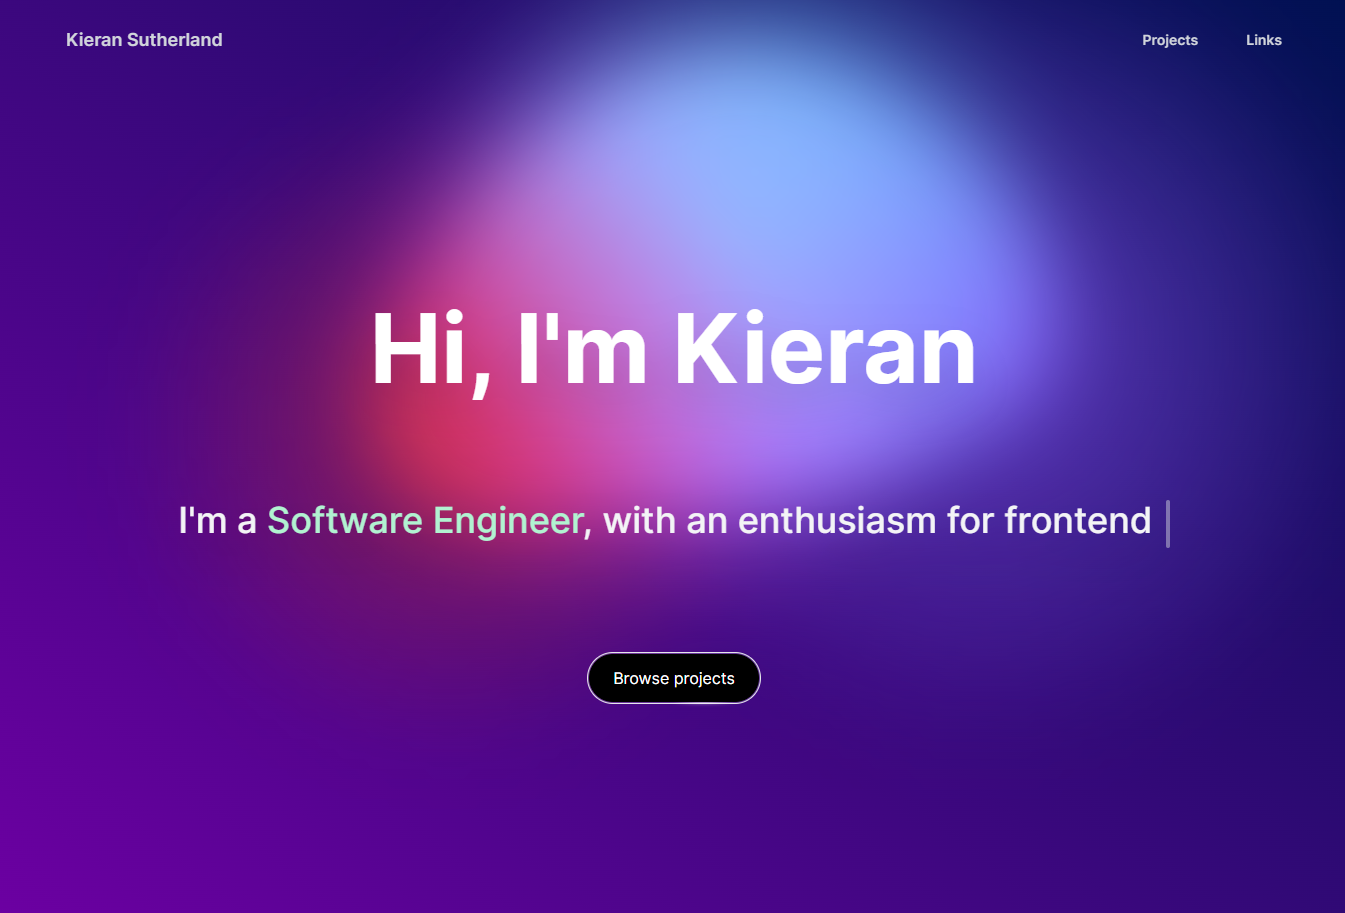 Kieran Sutherland
Projects
Links
Hi, I'm Kieran
I'm a Software Engineer, with an enthusiasm for frontend
Browse projects